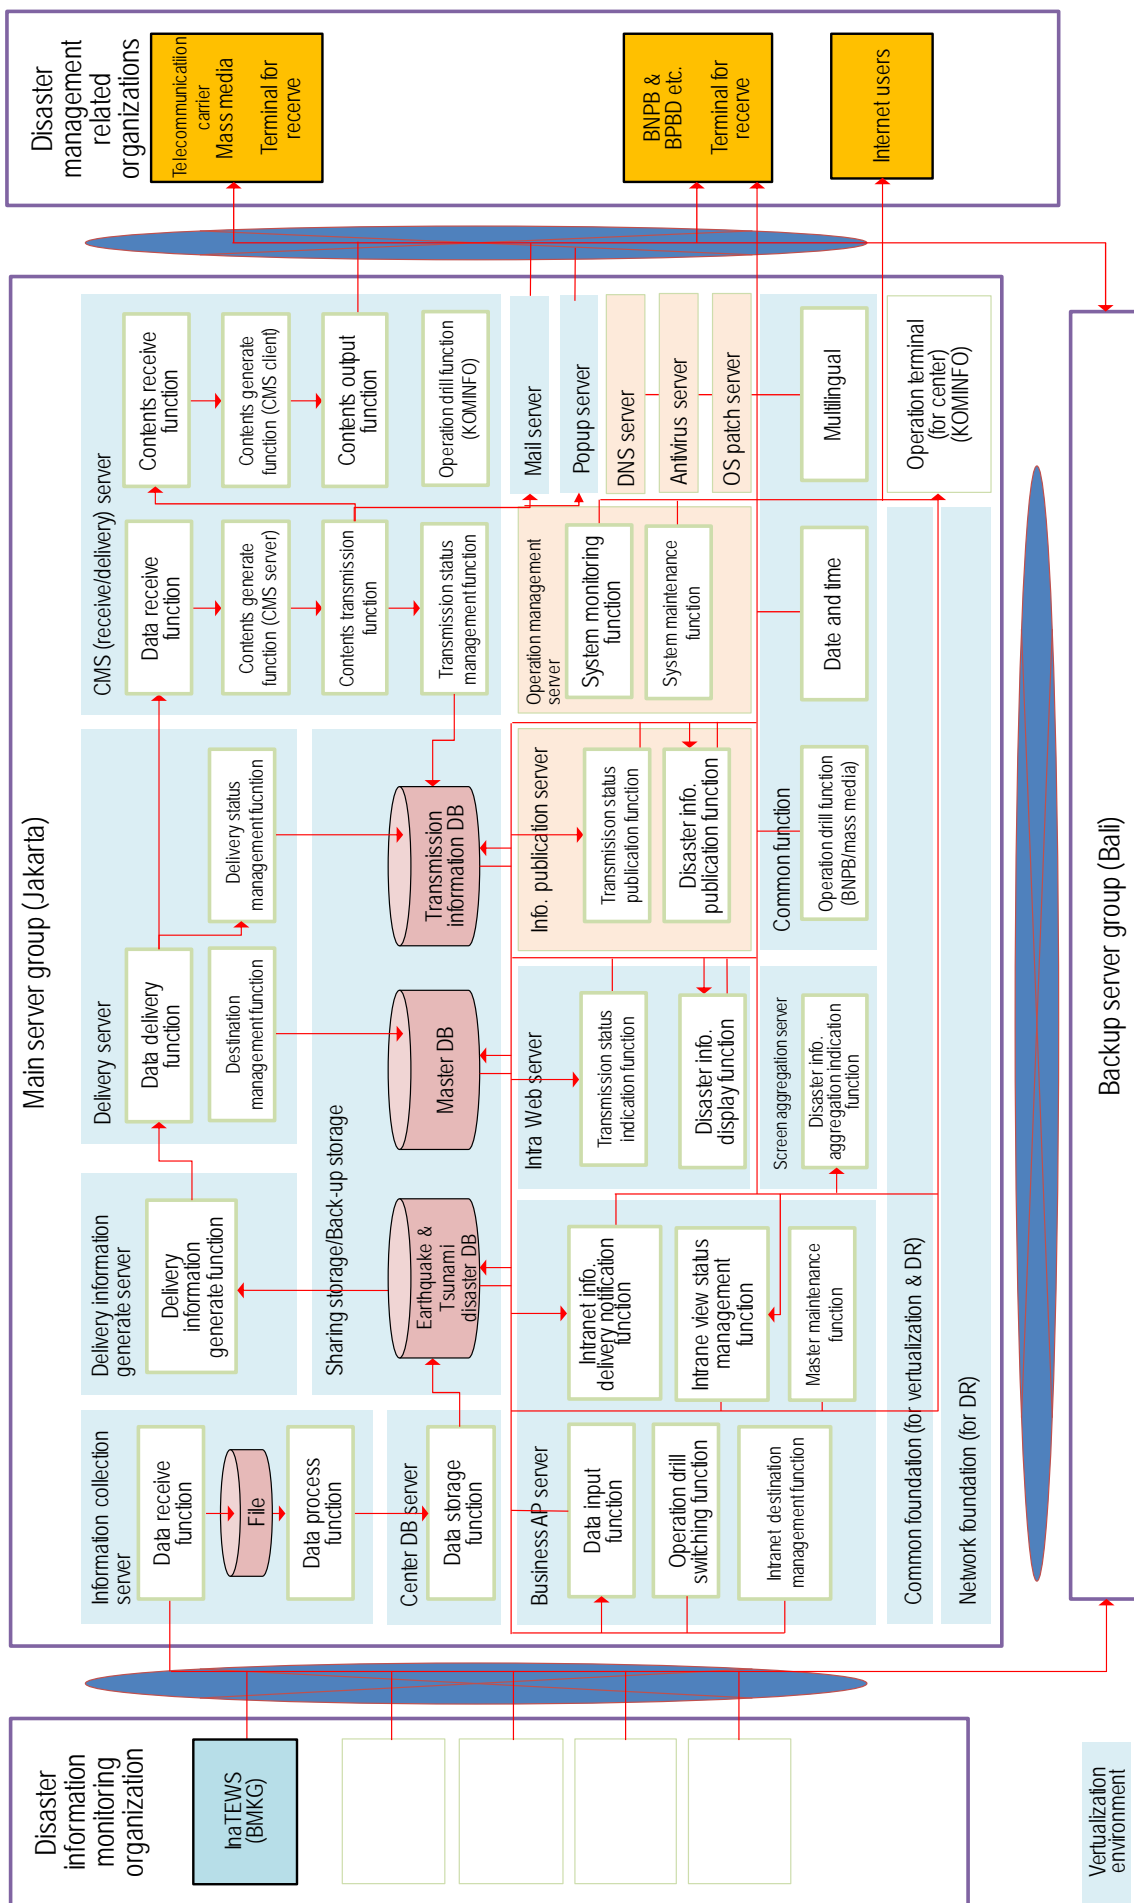 Disaster
information
monitoring
organization
InaTEWS
(BMKG)
Vertualization
environment
Main server group (Jakarta)
Information collection
server
Data receive
function
File
Data process
function
Center DB server
Data storage
function
Delivery information
generate server
Delivery
information
generate function
Delivery server
Data delivery
function
Destination
management function
Delivery status
management fucntion
Sharing storage/Back-up storage
Earthquake &
Tsunami
disaster DB
Master DB
Transmission
information DB
CMS (receive/delivery) server
Data receive
function
Contents generate
function (CMS server)
Contents transmission
function
Transmission status
management function
Contents receive
function
Contents generate
function (CMS client)
Contents output
function
Operation drill function
(KOMINFO)
Business AP server
Data input
function
Operation drill
switching function
Intranet destination
management function
Intranet info.
delivery notification
function
Intrane view status
management
function
Master maintenance
function
Intra Web server
Transmission status
indication function
Disaster info.
display function
Screen aggregation server
Disaster info.
aggregation indication
function
Info. publication server
Transmisison status
publication function
Disaster info.
publication function
Operation management
server
System monitoring
function
System maintenance
function
Mail server
Popup server
DNS server
Antivirus server
OS patch server
Common function
Operation drill function
(BNPB/mass media)
Date and time
Multilingual
Operation terminal
(for center)
(KOMINFO)
Common foundation (for vertualization & DR)
Network foundation (for DR)
Backup server group (Bali)
Disaster
management
related
organizations
Telecommunication
carrier
Mass media
Terminal for
recerve
BNPB &
BPBD etc.
Terminal for
recerve
Internet users